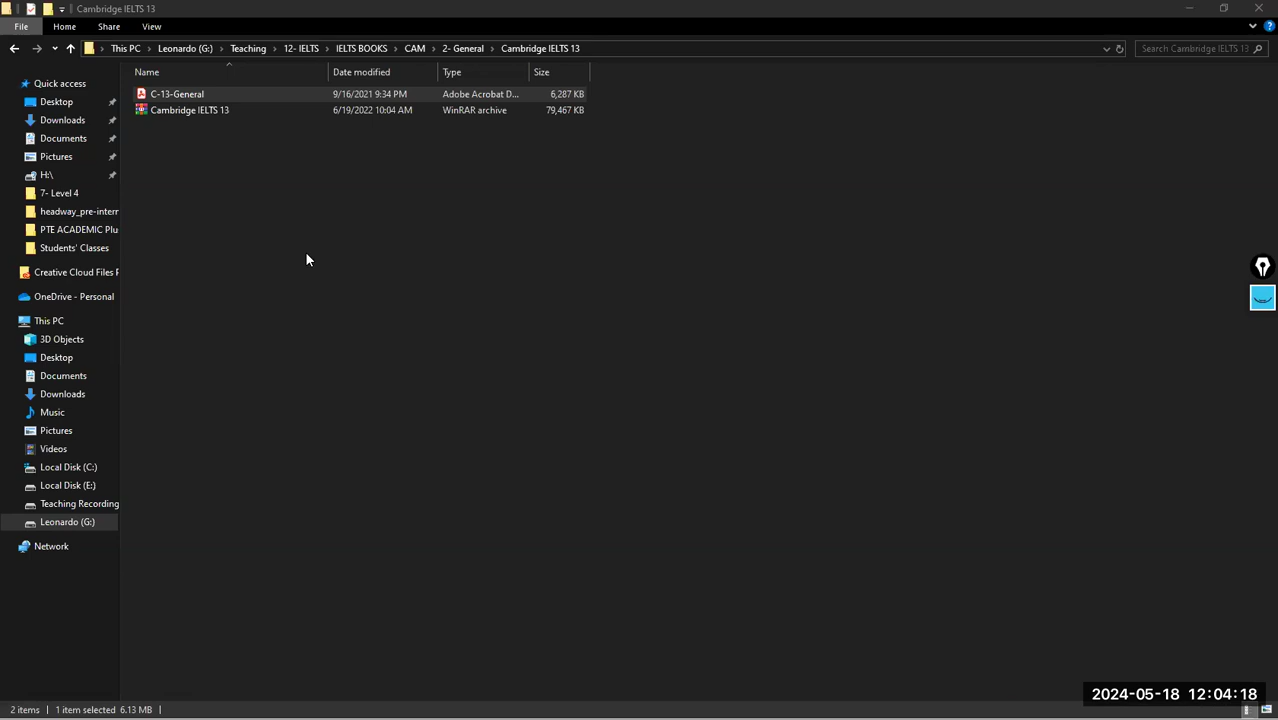 Cambridge IELTS 13
File Home Share View
This PC Leonardo (G:) Teaching 12- IELTS IELTS BOOKS CAM 2- General Cambridge IELTS 13
Search Cambridge IELTS 13
Name Date modified Type Size
C-13-General 9/16/2021 9:34 PM Adobe Acrobat D... 6,287 KB
Cambridge IELTS 13 6/19/2022 10:04 AM WinRAR archive 79,467 KB
Quick access
Desktop
Downloads
Documents
Pictures
H:\
7- Level 4
headway_pre-intern
PTE ACADEMIC Plu
Students' Classes
Creative Cloud Files P
OneDrive - Personal
This PC
3D Objects
Desktop
Documents
Downloads
Music
Pictures
Videos
Local Disk (C:)
Local Disk (E:)
Teaching Recording
Leonardo (G:)
Network
2024-05-18 12:04:18
2 items 1 item selected 6.13 MB